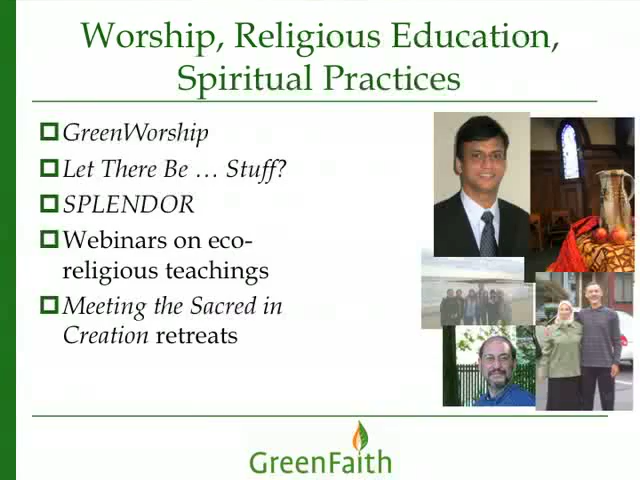 Worship, Religious Education,
Spiritual Practices
GreenWorship
Let There Be … Stuff?
SPLENDOR
Webinars on eco-
religious teachings
Meeting the Sacred in
Creation retreats
GreenFaith